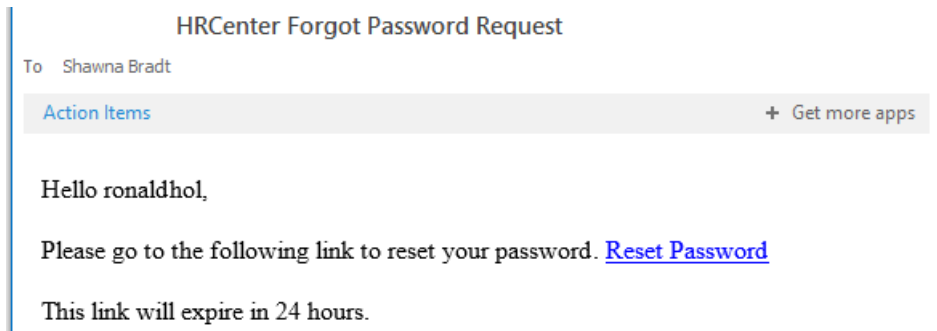 HRCenter Forgot Password Request
To Shawna Bradt
Action Items + Get more apps
Hello ronaldhol,
Please go to the following link to reset your password. Reset Password
This link will expire in 24 hours.